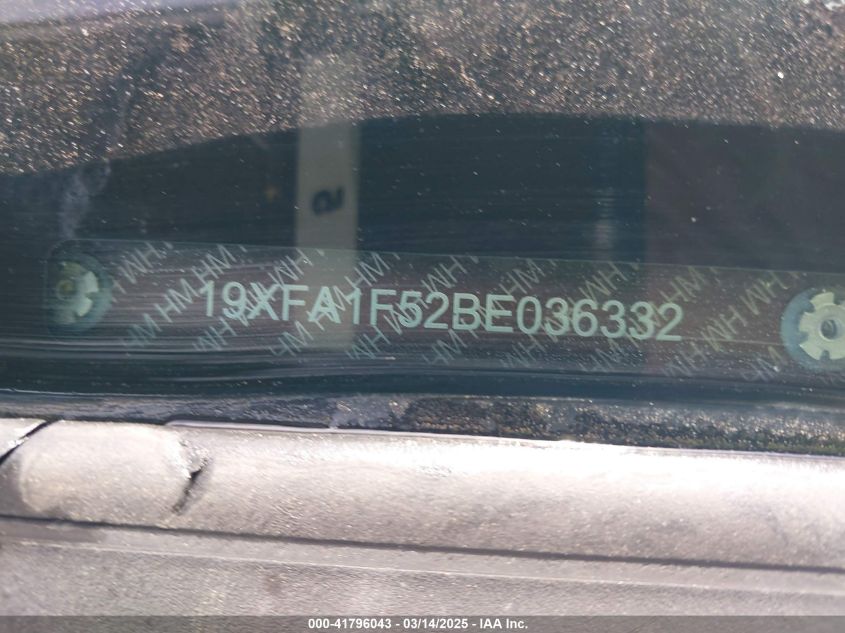 19XFA1F52BE036332
000-41796043 - 03/14/2025 - IAA Inc.